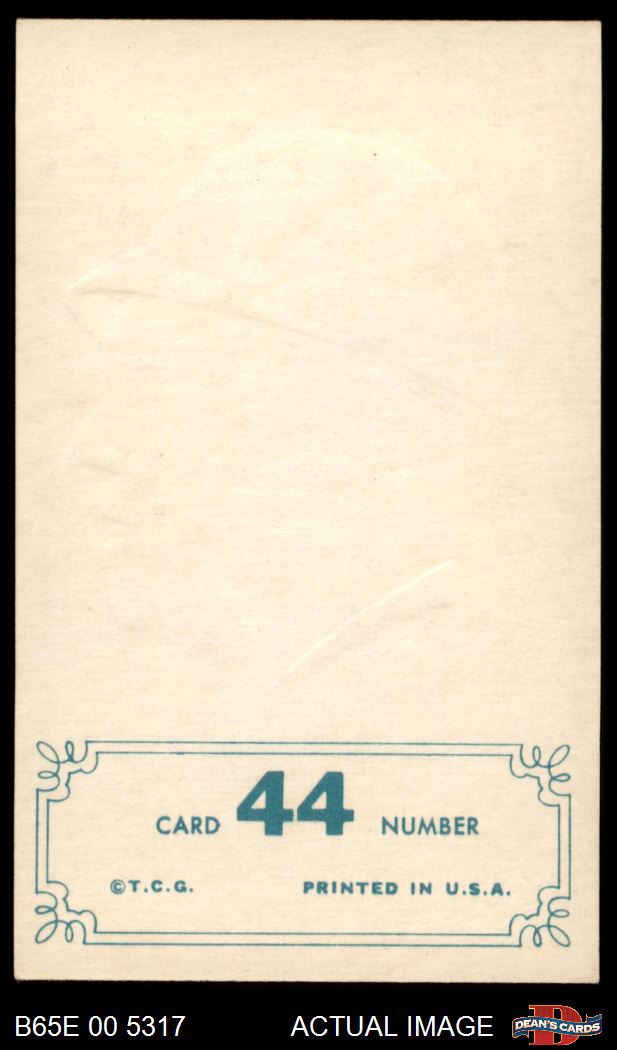 CARD 44 NUMBER
©T.C.G. PRINTED IN U.S.A.
B65E 00 5317 ACTUAL IMAGE DEAN'S CARDS